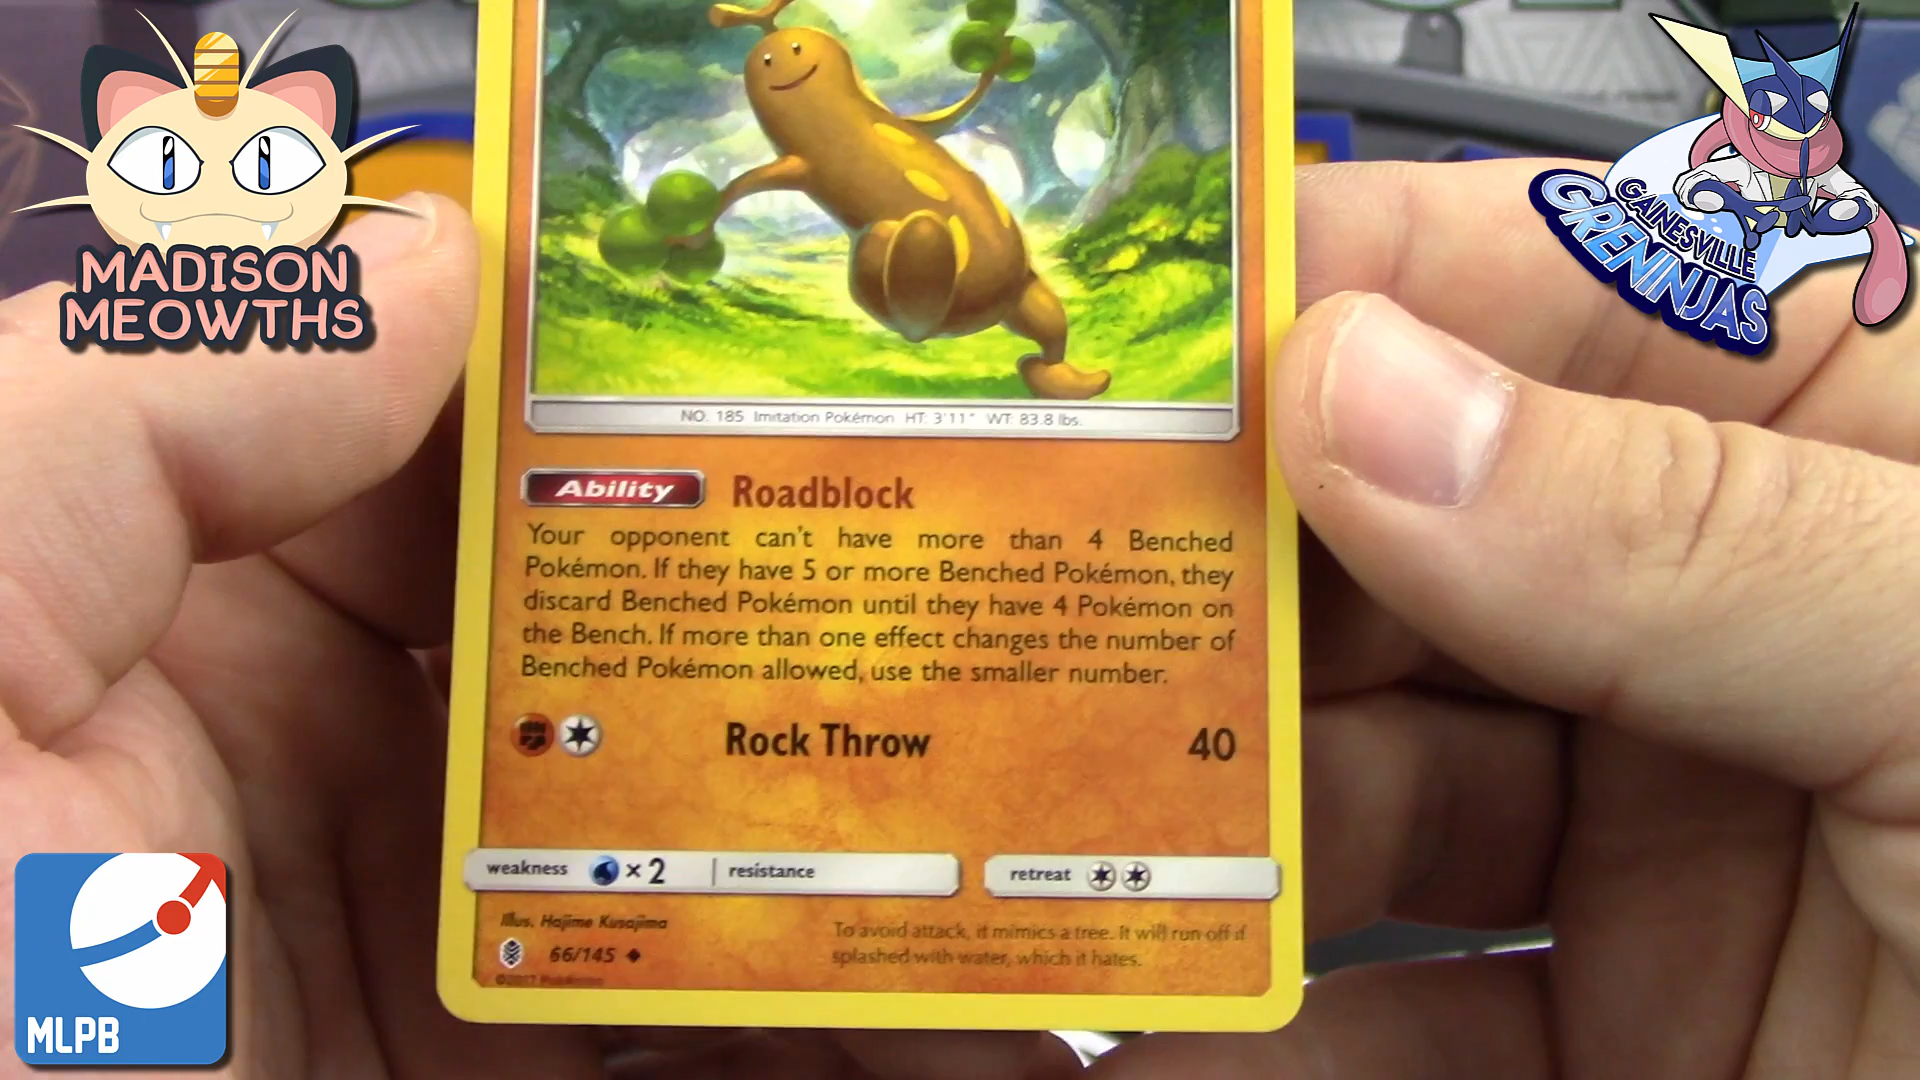 MADISON
MEOWTHS
GAINESVILLE
GRENINJAS
NO. 185 Imitation Pokémon HT: 3'11" WT: 83.8 lbs.
Ability Roadblock
Your opponent can't have more than 4 Benched
Pokémon. If they have 5 or more Benched Pokémon, they
discard Benched Pokémon until they have 4 Pokémon on
the Bench. If more than one effect changes the number of
Benched Pokémon allowed, use the smaller number.
Rock Throw 40
weakness × 2 resistance retreat
Illus. Hajime Kusajima
66/145
To avoid attack, it mimics a tree. It will run off if
splashed with water, which it hates.
©2017 Pokémon
MLPB